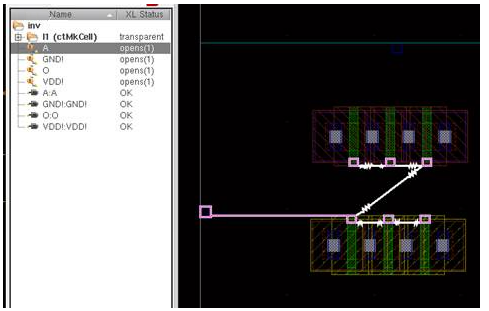 Name XL Status
inv
I1 (ctMkCell) transparent
A opens(1)
GND! opens(1)
O opens(1)
VDD! opens(1)
A:A OK
GND!:GND! OK
O:O OK
VDD!:VDD! OK